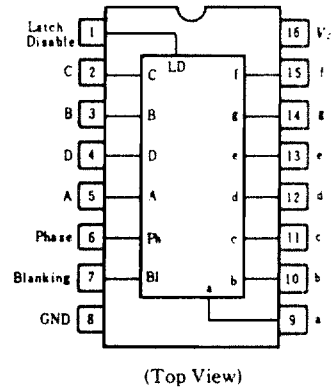 Latch
Disable 1 16 V
LD
C 2 C f 15 f
B 3 B g 14 g
D 4 D e 13 e
A 5 A d 12 d
Phase 6 Ph c 11 c
Blanking 7 BI b 10 b
a
GND 8 9 a
(Top View)